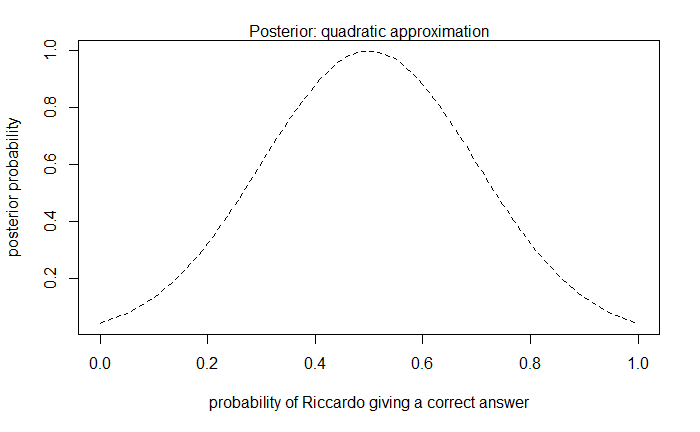 Posterior: quadratic approximation
posterior probability
1.0
0.8
0.6
0.4
0.2
0.0 0.2 0.4 0.6 0.8 1.0
probability of Riccardo giving a correct answer